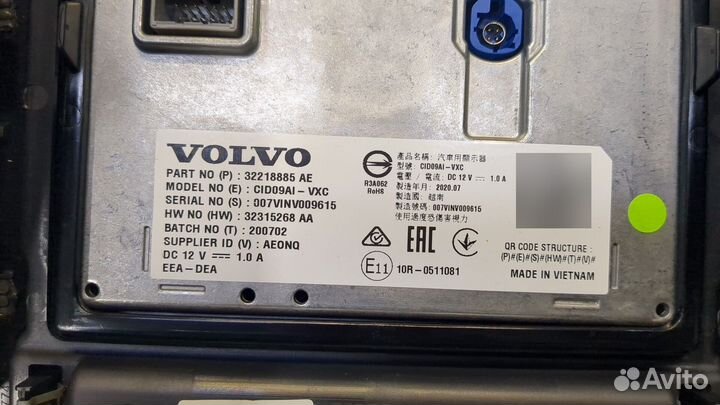 VOLVO
PART NO (P) : 32218885 AE
MODEL NO (E) : CID09AI-VXC
SERIAL NO (S) : 007VINV009615
HW NO (HW) : 32315268 AA
BATCH NO (T) : 200702
SUPPLIER ID (V) : AEONQ
DC 12 V ⎓ 1.0 A
EEA-DEA
R3A062
RoHS
產品名稱: 汽車用顯示器
型號: CID09AI-VXC
電壓 / 電流: DC 12 V ⎓ 1.0 A
製造年月: 2020.07
製造國: 越南
製造號碼: 007VINV009615
使用過度恐傷害視力
EAC
E11
10R-0511081
QR CODE STRUCTURE :
(P)#(E)#(S)#(HW)#(T)#(V)#
MADE IN VIETNAM
Avito